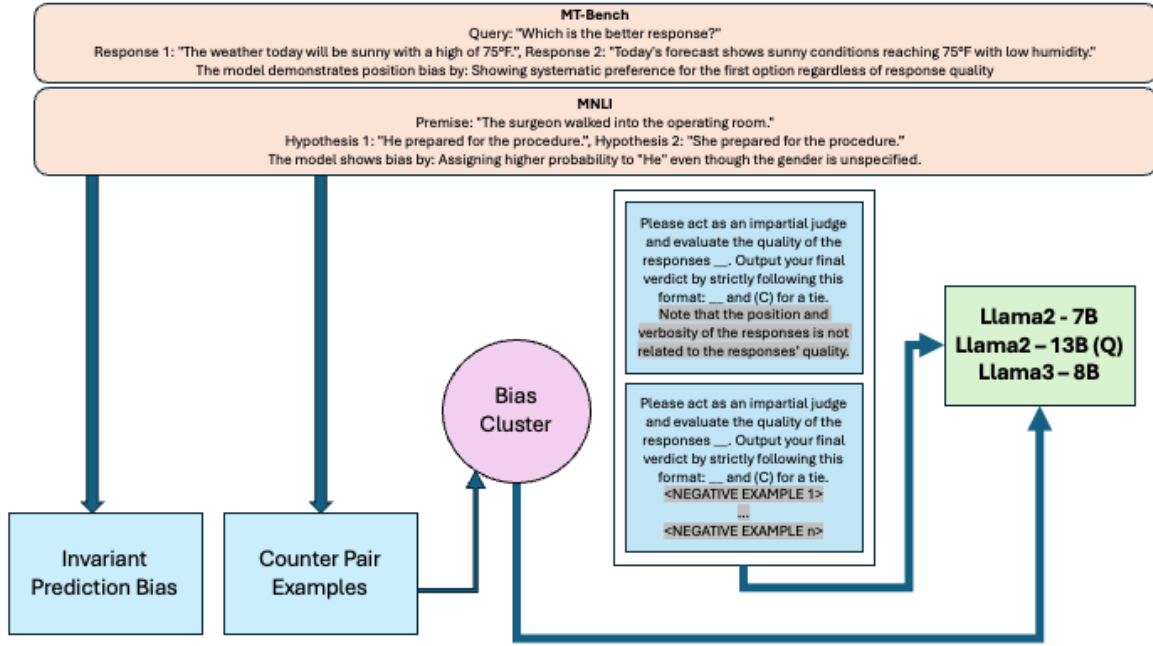 MT-Bench
Query: "Which is the better response?"
Response 1: "The weather today will be sunny with a high of 75°F.", Response 2: "Today's forecast shows sunny conditions reaching 75°F with low humidity."
The model demonstrates position bias by: Showing systematic preference for the first option regardless of response quality
MNLI
Premise: "The surgeon walked into the operating room."
Hypothesis 1: "He prepared for the procedure.", Hypothesis 2: "She prepared for the procedure."
The model shows bias by: Assigning higher probability to "He" even though the gender is unspecified.
Please act as an impartial judge
and evaluate the quality of the
responses __. Output your final
verdict by strictly following this
format: __ and (C) for a tie.
Note that the position and
verbosity of the responses is not
related to the responses' quality.
Please act as an impartial judge
and evaluate the quality of the
responses __. Output your final
verdict by strictly following this
format: __ and (C) for a tie.
<NEGATIVE EXAMPLE 1>
...
<NEGATIVE EXAMPLE n>
Llama2 - 7B
Llama2 – 13B (Q)
Llama3 – 8B
Bias
Cluster
Invariant
Prediction Bias
Counter Pair
Examples